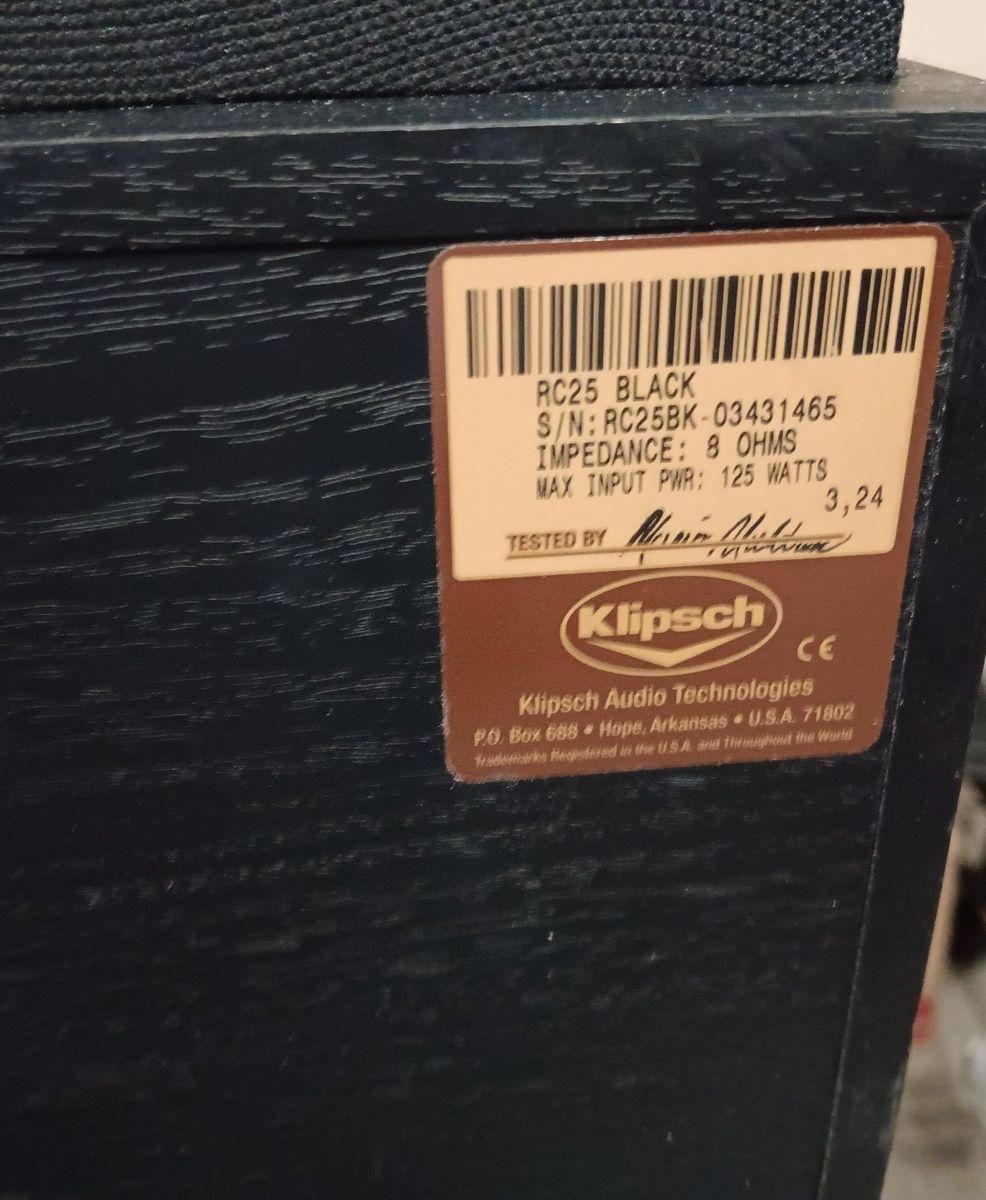 RC25 BLACK
S/N:RC25BK-03431465
IMPEDANCE: 8 OHMS
MAX INPUT PWR: 125 WATTS
3,24
TESTED BY
Klipsch
CE
Klipsch Audio Technologies
P.O. Box 688 • Hope, Arkansas • U.S.A. 71802
Trademarks Registered in the U.S.A. and Throughout the World